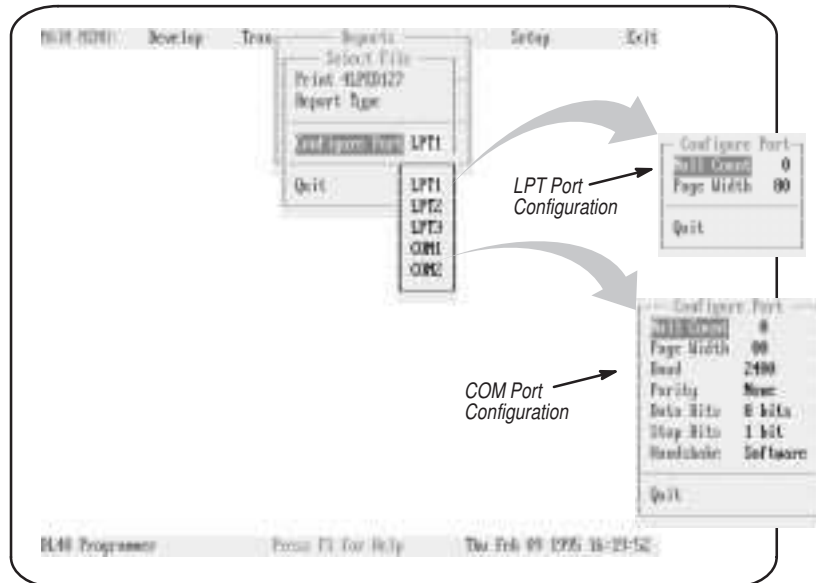 MAIN MENU: Develop Reports Setup Exit
Select File
Print
Report Type
Configure Port LPT1
Quit
LPT1
LPT2
LPT3
COM1
COM2
LPT Port
Configuration
Configure Port
Null Count 0
Page Width 80
Quit
COM Port
Configuration
Configure Port
Null Count 0
Page Width 80
Baud 2400
Parity None
Data Bits 8 bits
Stop Bits 1 bit
Handshake Software
Quit
Programmer Press F1 for Help Thu Feb 09 1995